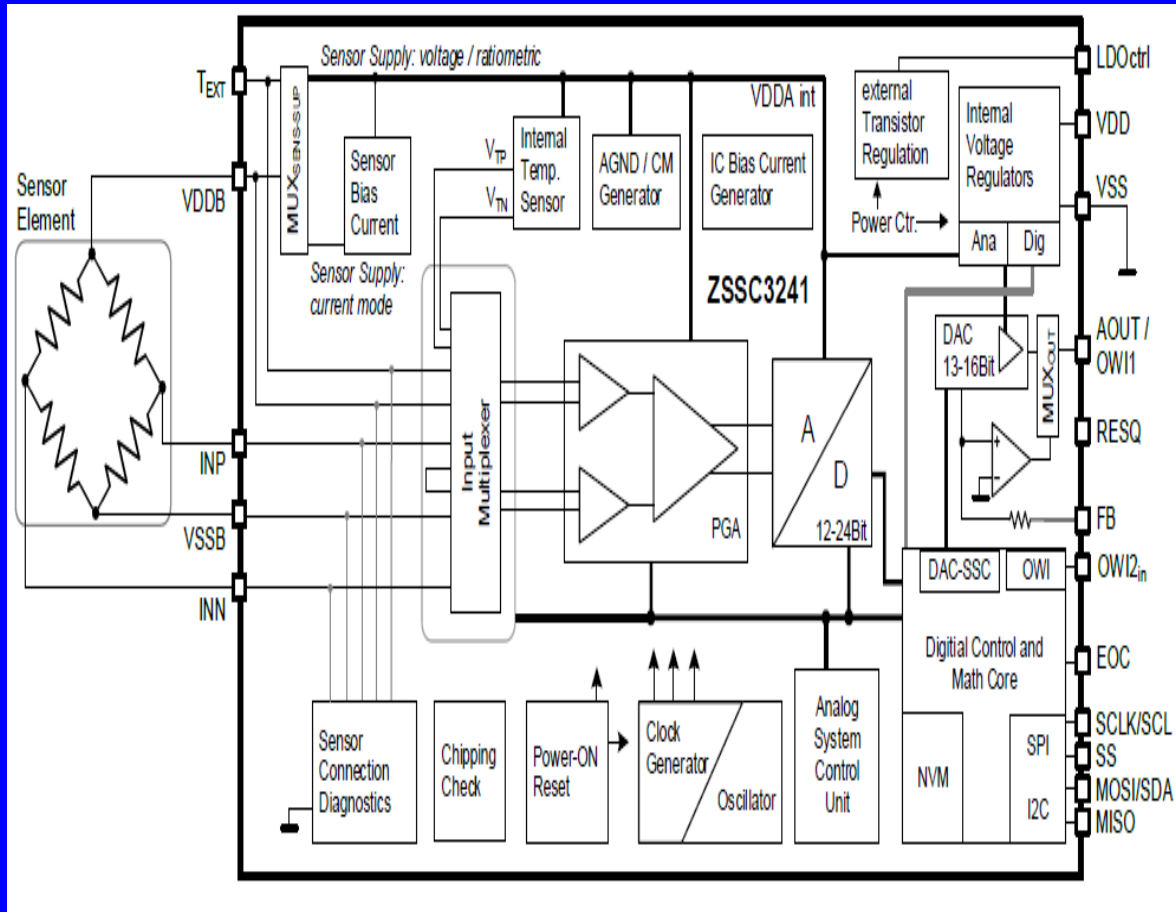 Sensor Supply: voltage / ratiometric
TEXT
MUXSENS-SUP
VDDB
Sensor
Element
Sensor
Bias
Current
Sensor Supply:
current mode
VTP
VTN
Internal
Temp.
Sensor
AGND / CM
Generator
VDDA int
IC Bias Current
Generator
external
Transistor
Regulation
Power Ctr.
Internal
Voltage
Regulators
Ana
Dig
LDOctrl
VDD
VSS
ZSSC3241
INP
VSSB
INN
Input
Multiplexer
PGA
A
D
12-24Bit
DAC
13-16Bit
MUXOUT
+
-
AOUT /
OWI1
RESQ
FB
OWI2in
EOC
SCLK/SCL
SS
MOSI/SDA
MISO
DAC-SSC
OWI
Digitial Control and
Math Core
NVM
SPI
I2C
Sensor
Connection
Diagnostics
Chipping
Check
Power-ON
Reset
Clock
Generator
Oscillator
Analog
System
Control
Unit